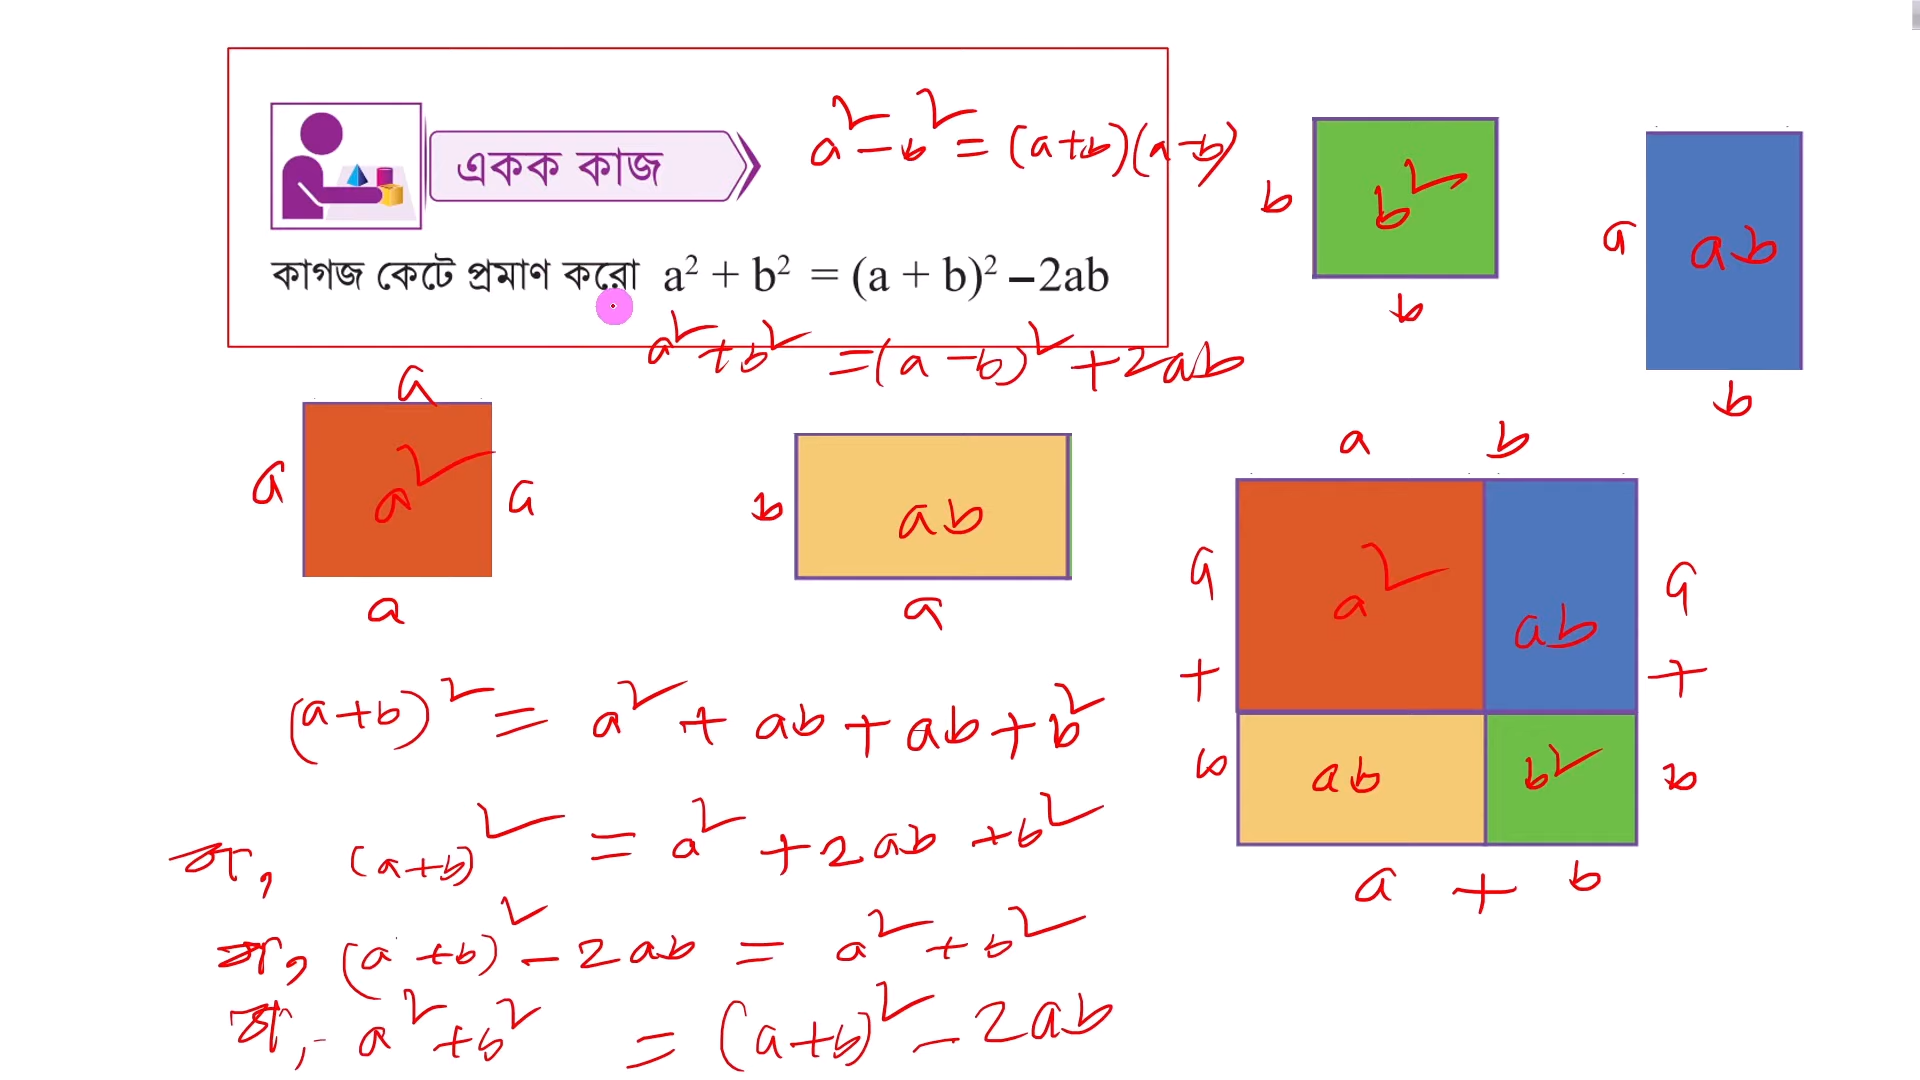 একক কাজ
a² - b² = (a+b)(a-b)
কাগজ কেটে প্রমাণ করো a² + b² = (a + b)² – 2ab
a² + b² = (a - b)² + 2ab
b
b²
b
a
ab
b
a
a
a²
a
a
b
ab
a
a b
a
a²
ab
a
+
+
b
ab
b²
b
a + b
(a+b)² = a² + ab + ab + b²
বা, (a+b)² = a² + 2ab + b²
বা, (a+b)² - 2ab = a² + b²
বা, a² + b² = (a+b)² - 2ab